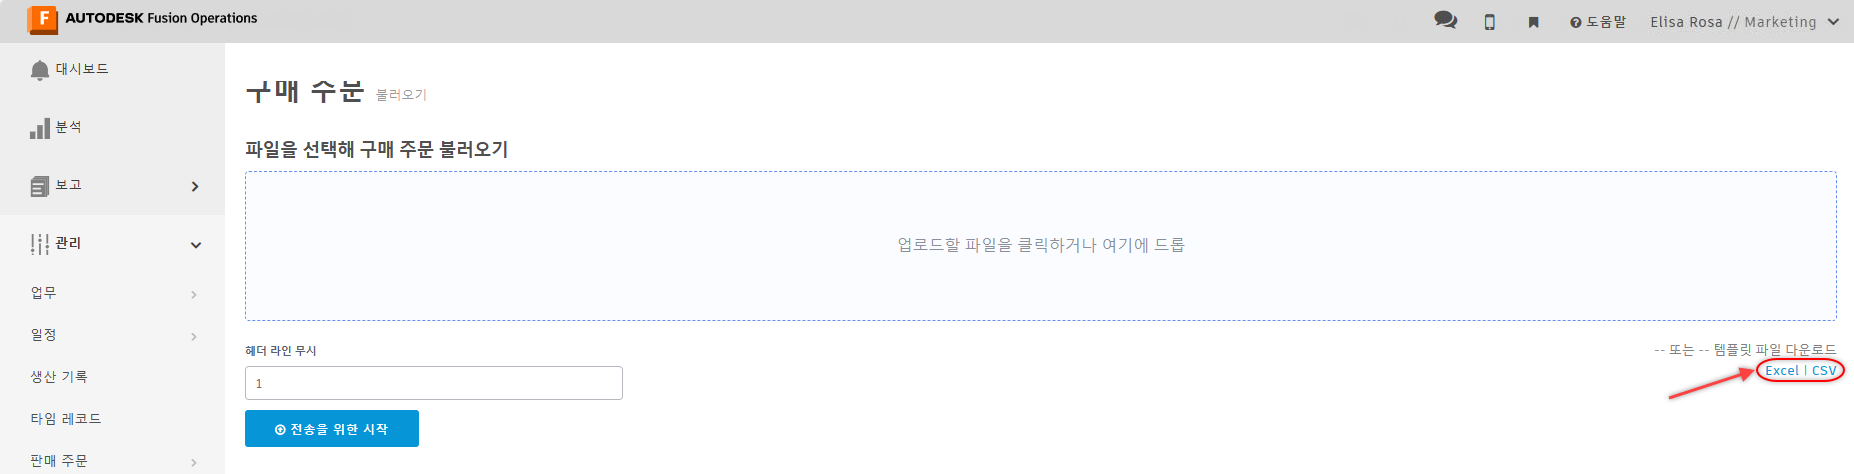 AUTODESK Fusion Operations
도움말
Elisa Rosa // Marketing
대시보드
분석
보고
관리
업무
일정
생산 기록
타임 레코드
판매 주문
구매 주문 불러오기
파일을 선택해 구매 주문 불러오기
업로드할 파일을 클릭하거나 여기에 드롭
헤더 라인 무시
1
전송을 위한 시작
-- 또는 -- 템플릿 파일 다운로드
Excel | CSV